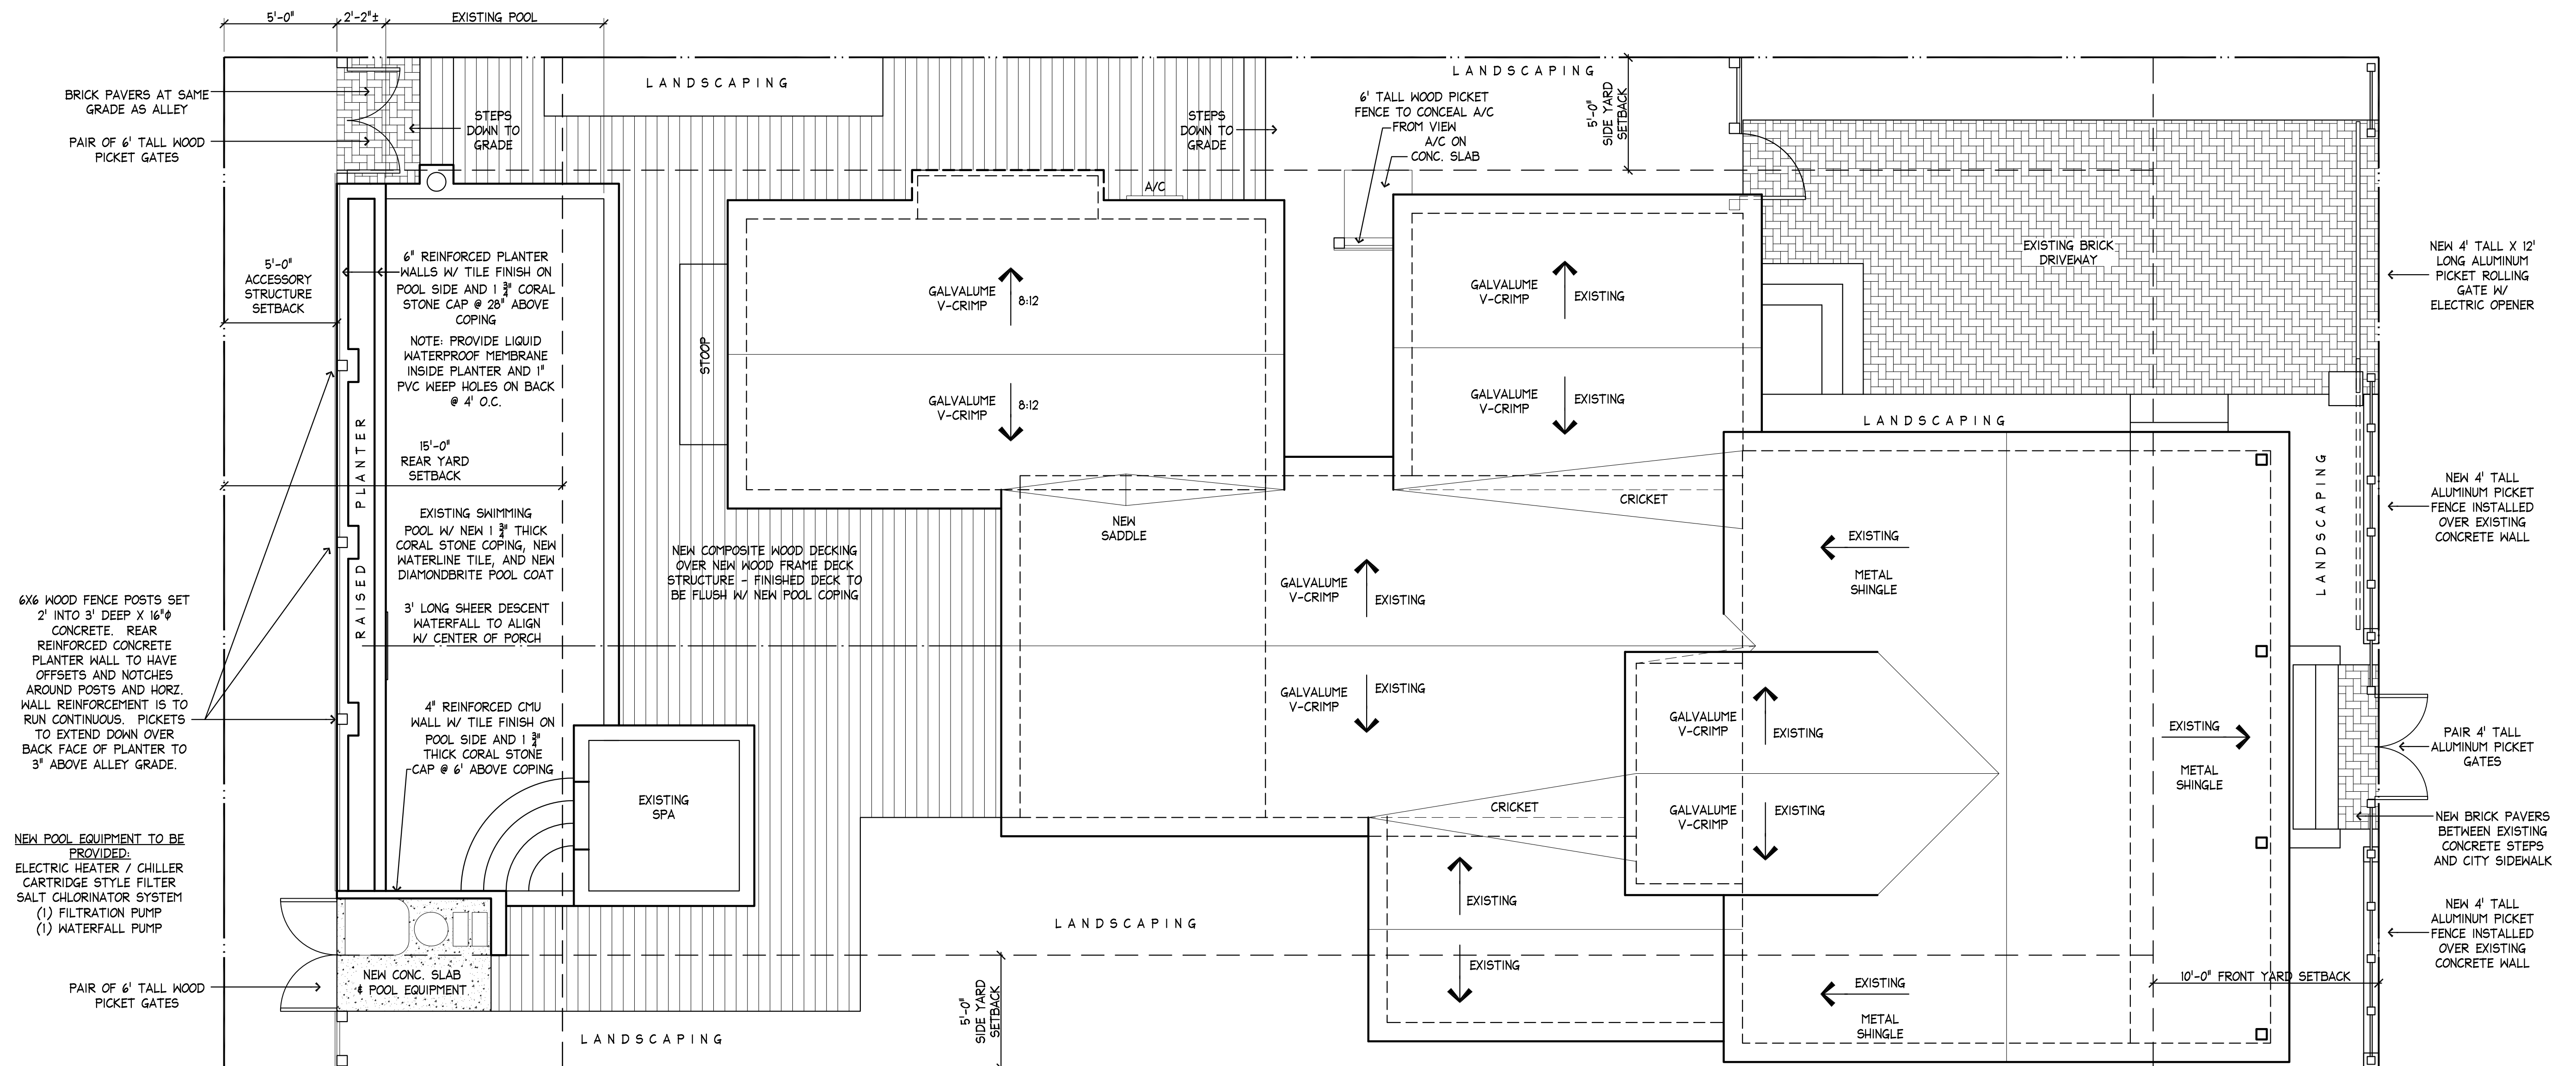 5'-0"
2'-2"±
EXISTING POOL
BRICK PAVERS AT SAME
GRADE AS ALLEY
PAIR OF 6' TALL WOOD
PICKET GATES
STEPS
DOWN TO
GRADE
LANDSCAPING
STEPS
DOWN TO
GRADE
6' TALL WOOD PICKET
FENCE TO CONCEAL A/C
FROM VIEW
A/C ON
CONC. SLAB
LANDSCAPING
5'-0"
SIDE YARD
SETBACK
A/C
5'-0"
ACCESSORY
STRUCTURE
SETBACK
6" REINFORCED PLANTER
WALLS W/ TILE FINISH ON
POOL SIDE AND 1 3/4" CORAL
STONE CAP @ 28" ABOVE
COPING
NOTE: PROVIDE LIQUID
WATERPROOF MEMBRANE
INSIDE PLANTER AND 1"
PVC WEEP HOLES ON BACK
@ 4' O.C.
15'-0"
REAR YARD
SETBACK
RAISED PLANTER
EXISTING SWIMMING
POOL W/ NEW 1 3/4" THICK
CORAL STONE COPING, NEW
WATERLINE TILE, AND NEW
DIAMONDBRITE POOL COAT
3' LONG SHEER DESCENT
WATERFALL TO ALIGN
W/ CENTER OF PORCH
4" REINFORCED CMU
WALL W/ TILE FINISH ON
POOL SIDE AND 1 3/4"
THICK CORAL STONE
CAP @ 6' ABOVE COPING
6X6 WOOD FENCE POSTS SET
2' INTO 3' DEEP X 16"ø
CONCRETE. REAR
REINFORCED CONCRETE
PLANTER WALL TO HAVE
OFFSETS AND NOTCHES
AROUND POSTS AND HORZ.
WALL REINFORCEMENT IS TO
RUN CONTINUOUS. PICKETS
TO EXTEND DOWN OVER
BACK FACE OF PLANTER TO
3" ABOVE ALLEY GRADE.
NEW POOL EQUIPMENT TO BE
PROVIDED:
ELECTRIC HEATER / CHILLER
CARTRIDGE STYLE FILTER
SALT CHLORINATOR SYSTEM
(1) FILTRATION PUMP
(1) WATERFALL PUMP
PAIR OF 6' TALL WOOD
PICKET GATES
NEW CONC. SLAB
& POOL EQUIPMENT
EXISTING
SPA
STOOP
NEW COMPOSITE WOOD DECKING
OVER NEW WOOD FRAME DECK
STRUCTURE - FINISHED DECK TO
BE FLUSH W/ NEW POOL COPING
LANDSCAPING
LANDSCAPING
5'-0"
SIDE YARD
SETBACK
GALVALUME
V-CRIMP
8:12
GALVALUME
V-CRIMP
8:12
NEW
SADDLE
GALVALUME
V-CRIMP
EXISTING
GALVALUME
V-CRIMP
EXISTING
CRICKET
GALVALUME
V-CRIMP
EXISTING
GALVALUME
V-CRIMP
EXISTING
CRICKET
GALVALUME
V-CRIMP
EXISTING
GALVALUME
V-CRIMP
EXISTING
EXISTING
EXISTING
EXISTING BRICK
DRIVEWAY
LANDSCAPING
LANDSCAPING
EXISTING
METAL
SHINGLE
EXISTING
METAL
SHINGLE
EXISTING
METAL
SHINGLE
10'-0" FRONT YARD SETBACK
NEW 4' TALL X 12'
LONG ALUMINUM
PICKET ROLLING
GATE W/
ELECTRIC OPENER
NEW 4' TALL
ALUMINUM PICKET
FENCE INSTALLED
OVER EXISTING
CONCRETE WALL
PAIR 4' TALL
ALUMINUM PICKET
GATES
NEW BRICK PAVERS
BETWEEN EXISTING
CONCRETE STEPS
AND CITY SIDEWALK
NEW 4' TALL
ALUMINUM PICKET
FENCE INSTALLED
OVER EXISTING
CONCRETE WALL